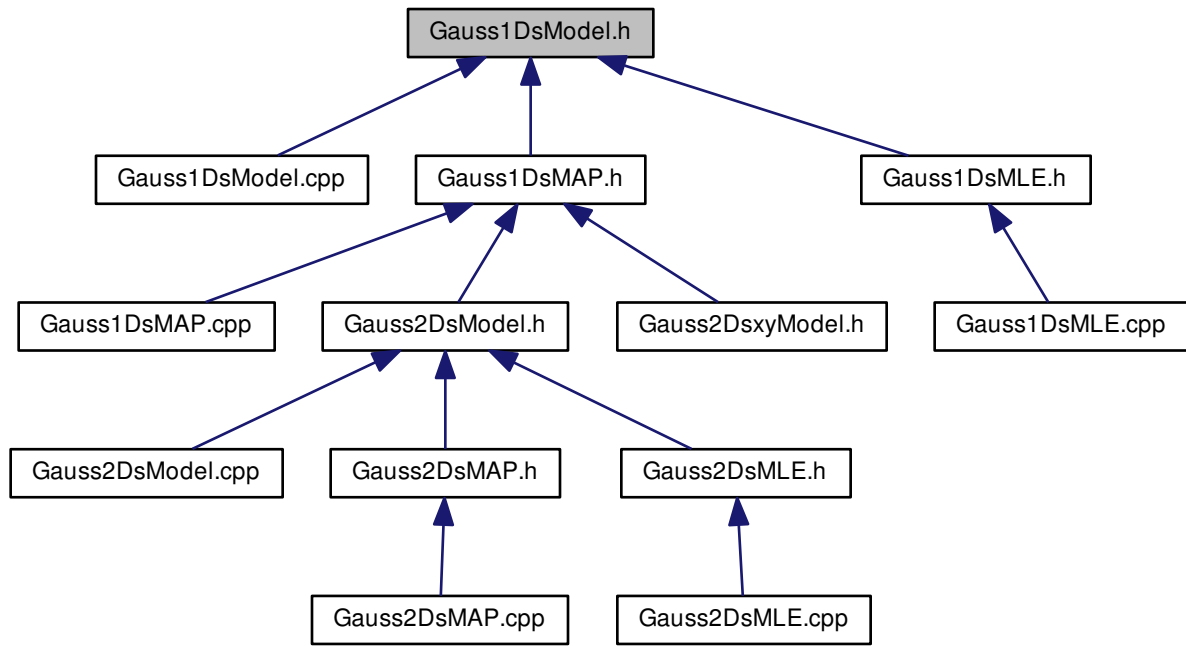 Gauss1DsModel.h
Gauss1DsModel.cpp
Gauss1DsMAP.h
Gauss1DsMLE.h
Gauss1DsMAP.cpp
Gauss2DsModel.h
Gauss2DsxyModel.h
Gauss1DsMLE.cpp
Gauss2DsModel.cpp
Gauss2DsMAP.h
Gauss2DsMLE.h
Gauss2DsMAP.cpp
Gauss2DsMLE.cpp